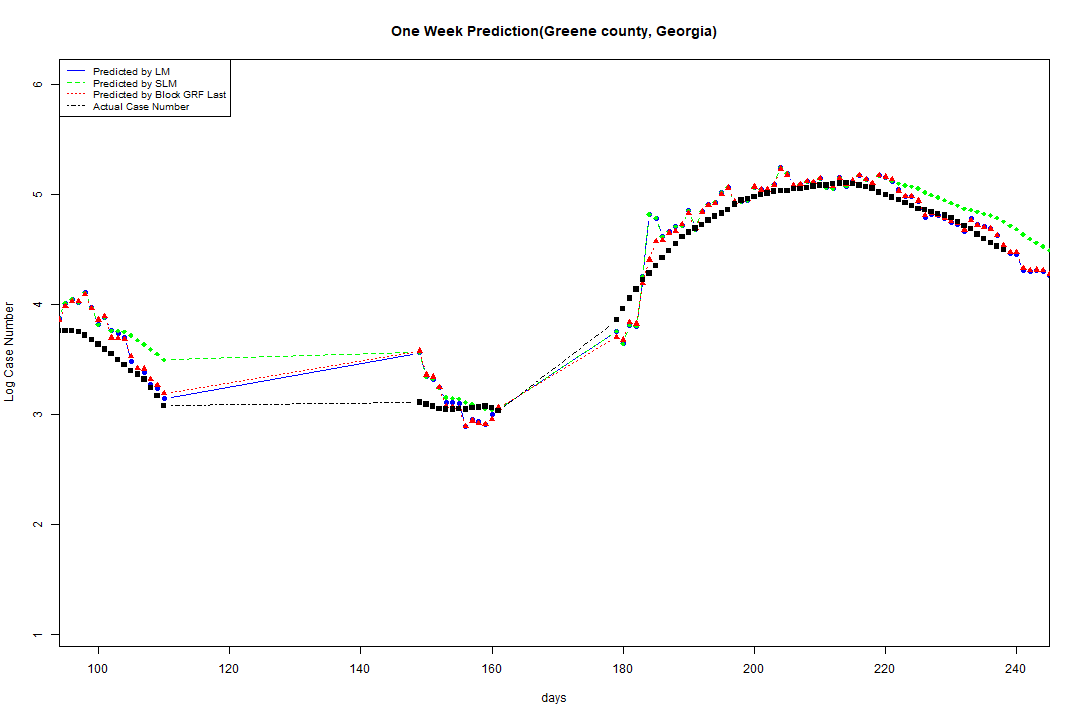 One Week Prediction(Greene county, Georgia)
Predicted by LM
Predicted by SLM
Predicted by Block GRF Last
Actual Case Number
6
5
4
3
2
1
Log Case Number
100 120 140 160 180 200 220 240
days